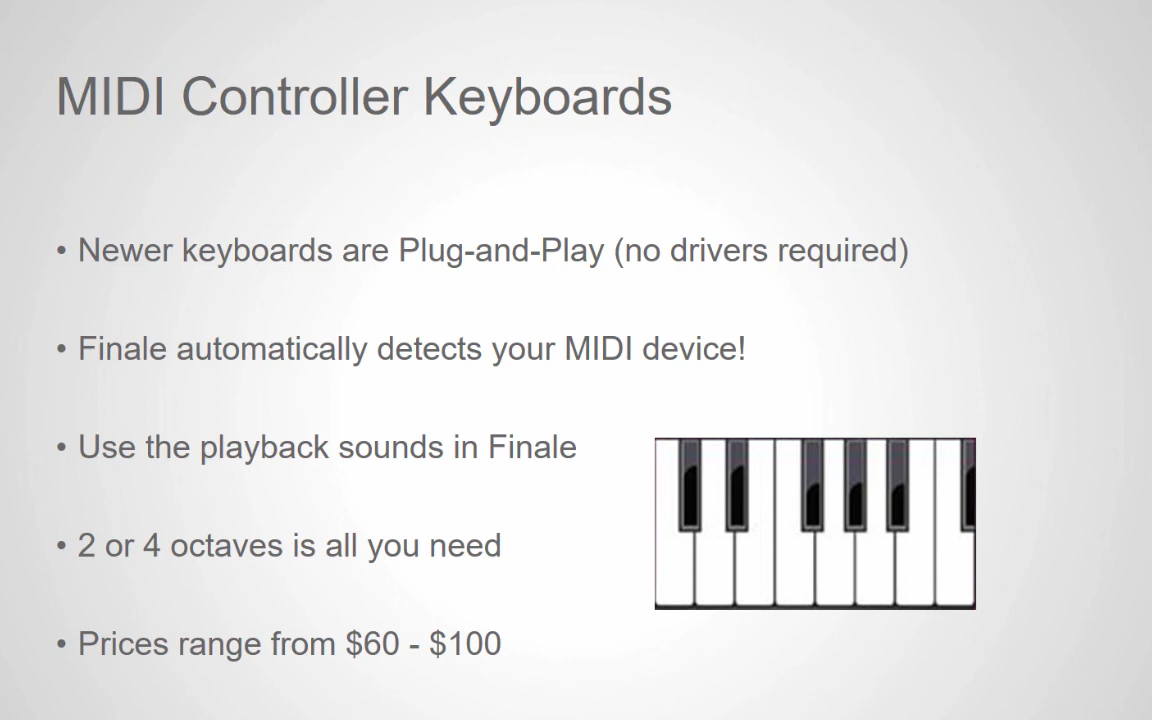 MIDI Controller Keyboards
• Newer keyboards are Plug-and-Play (no drivers required)
• Finale automatically detects your MIDI device!
• Use the playback sounds in Finale
• 2 or 4 octaves is all you need
• Prices range from $60 - $100